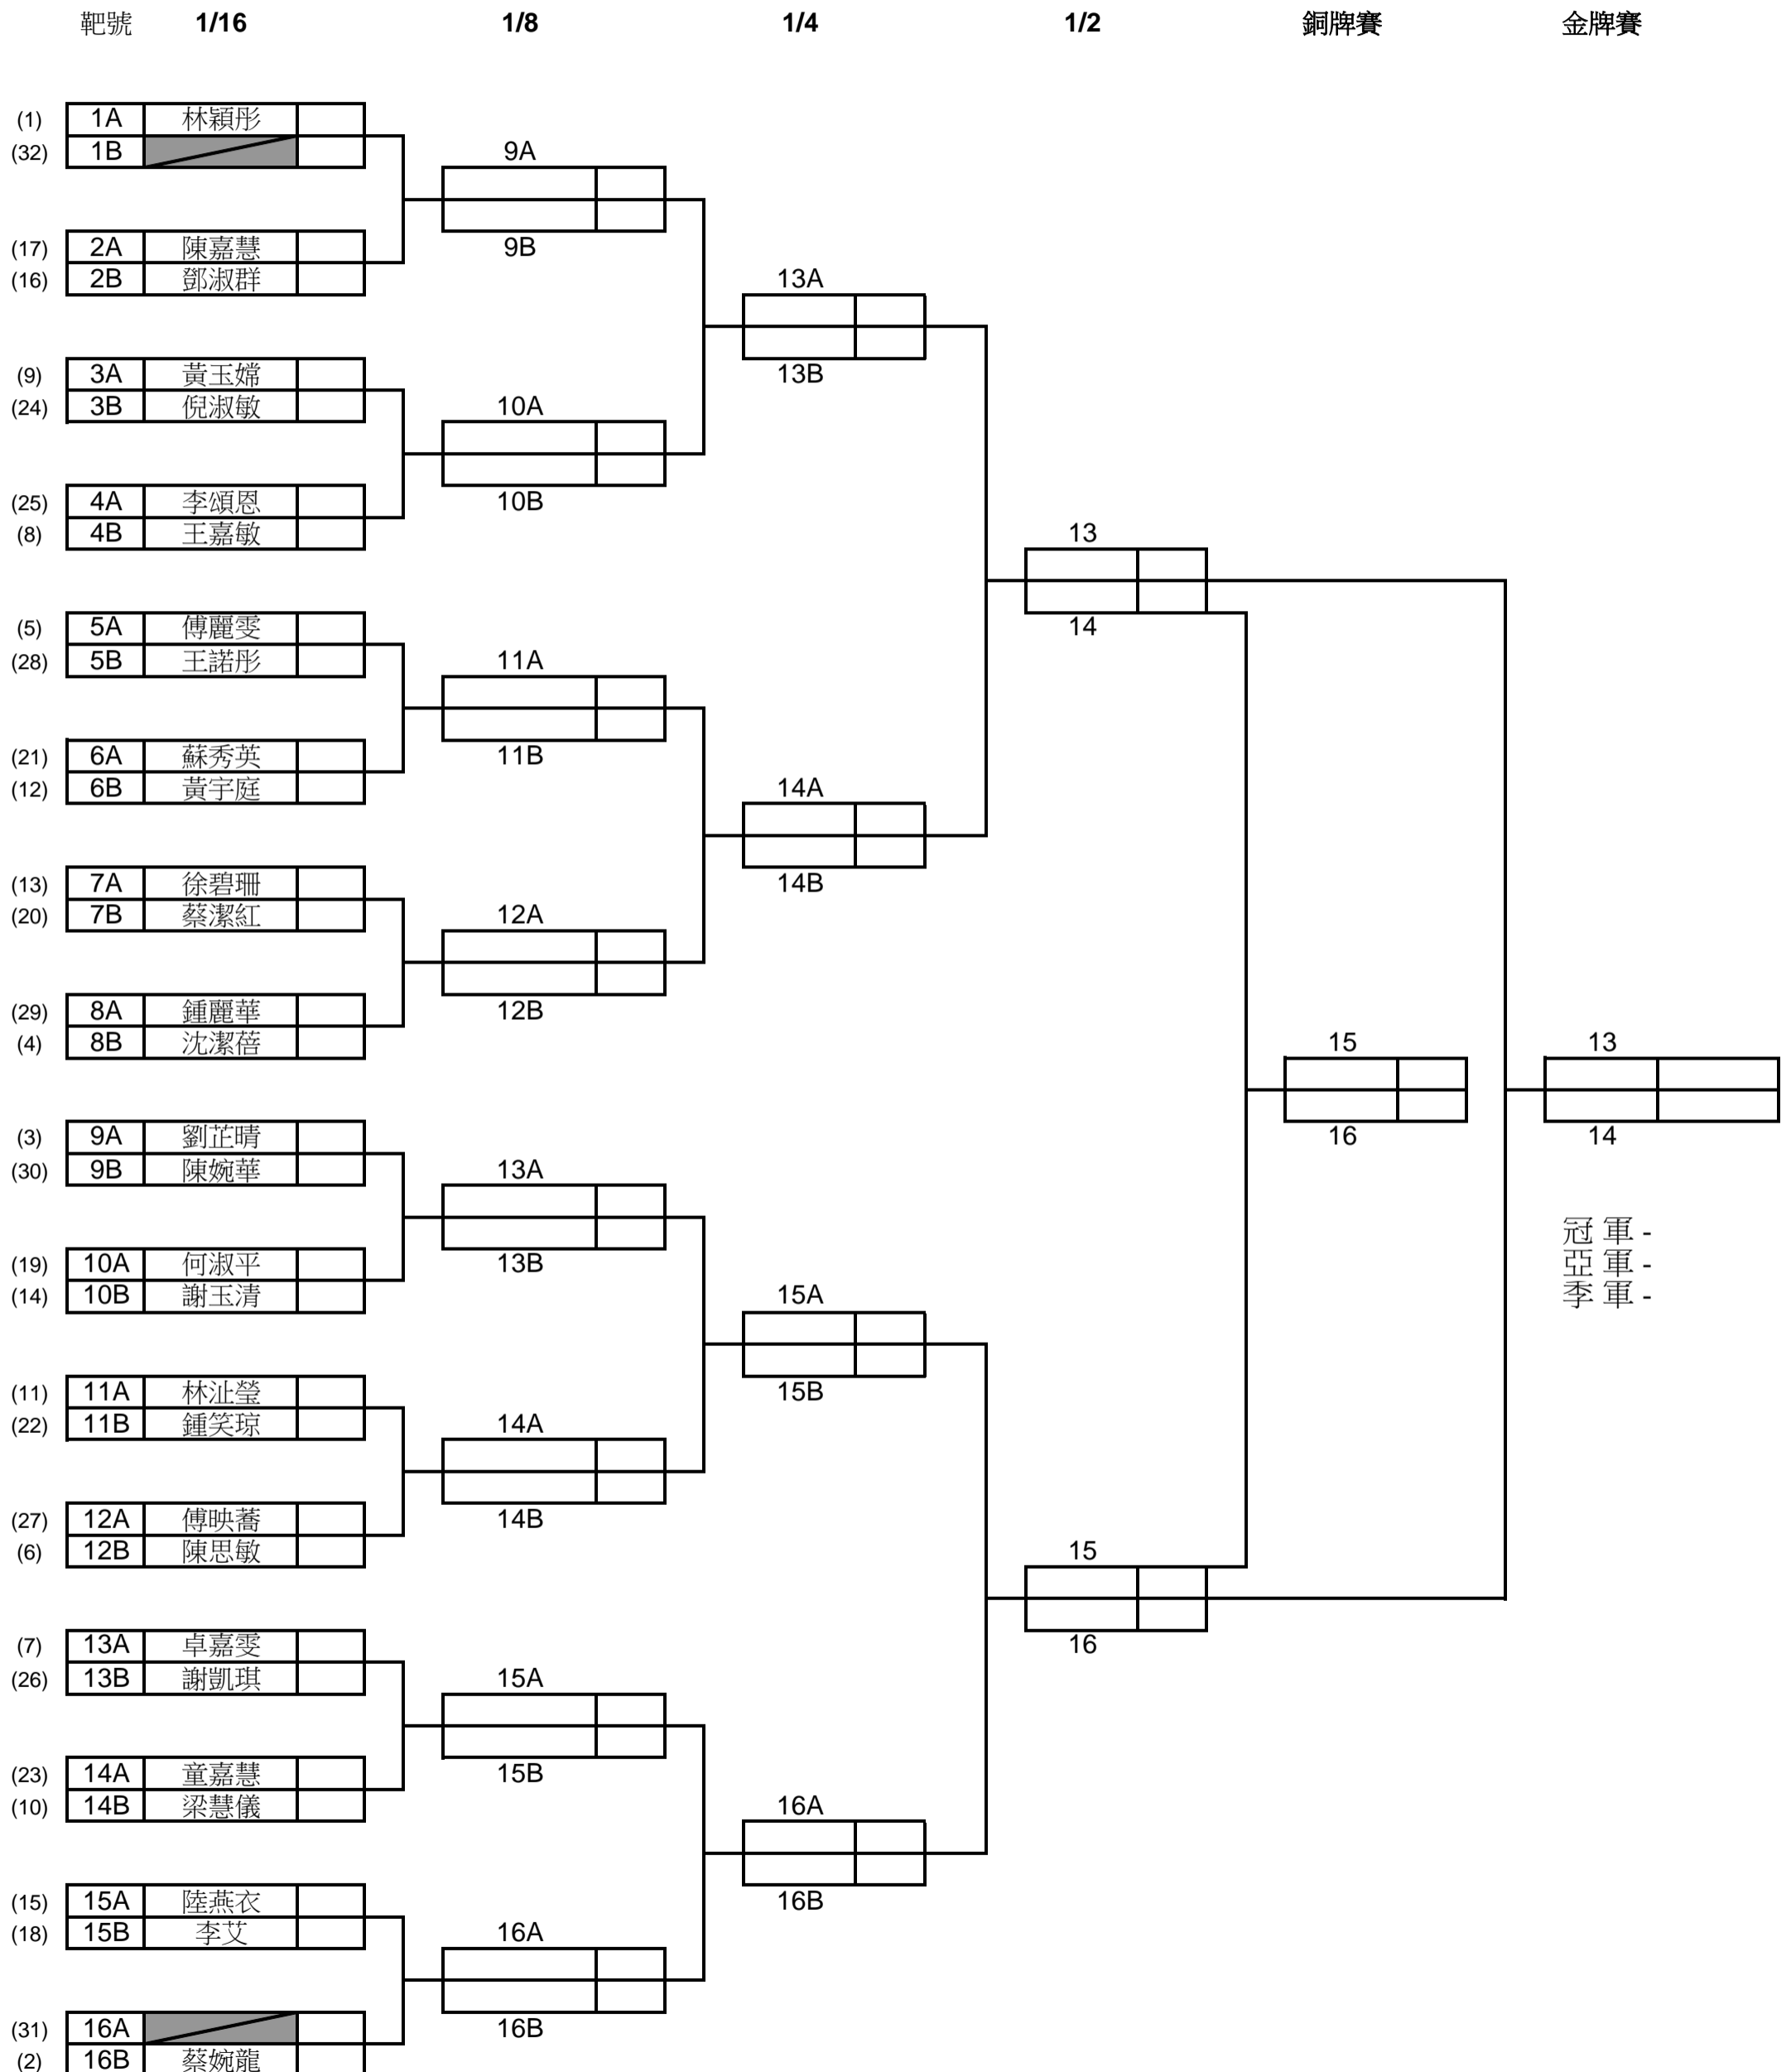 靶號 1/16 1/8 1/4 1/2 銅牌賽 金牌賽
(1) 1A 林穎彤
(32) 1B 9A
(17) 2A 陳嘉慧 9B
(16) 2B 鄧淑群 13A
(9) 3A 黃玉嫦 13B
(24) 3B 倪淑敏 10A
(25) 4A 李頌恩 10B
(8) 4B 王嘉敏 13
(5) 5A 傅麗雯 14
(28) 5B 王諾彤 11A
(21) 6A 蘇秀英 11B
(12) 6B 黃宇庭 14A
(13) 7A 徐碧珊 14B
(20) 7B 蔡潔紅 12A
(29) 8A 鍾麗華 12B
(4) 8B 沈潔蓓 15 13
(3) 9A 劉芷晴 16 14
(30) 9B 陳婉華 13A
冠 軍 -
(19) 10A 何淑平 13B 亞 軍 -
(14) 10B 謝玉清 15A 季 軍 -
(11) 11A 林沚瑩 15B
(22) 11B 鍾笑琼 14A
(27) 12A 傅映蕎 14B
(6) 12B 陳思敏 15
(7) 13A 卓嘉雯 16
(26) 13B 謝凱琪 15A
(23) 14A 童嘉慧 15B
(10) 14B 梁慧儀 16A
(15) 15A 陸燕衣 16B
(18) 15B 李艾 16A
(31) 16A 16B
(2) 16B 蔡婉龍